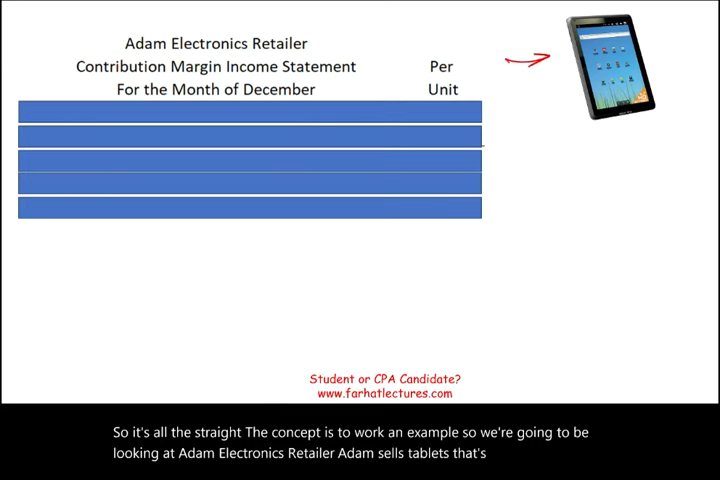 Adam Electronics Retailer
Contribution Margin Income Statement Per
For the Month of December Unit
Student or CPA Candidate?
www.farhatlectures.com
So it's all the straight The concept is to work an example so we're going to be
looking at Adam Electronics Retailer Adam sells tablets that's